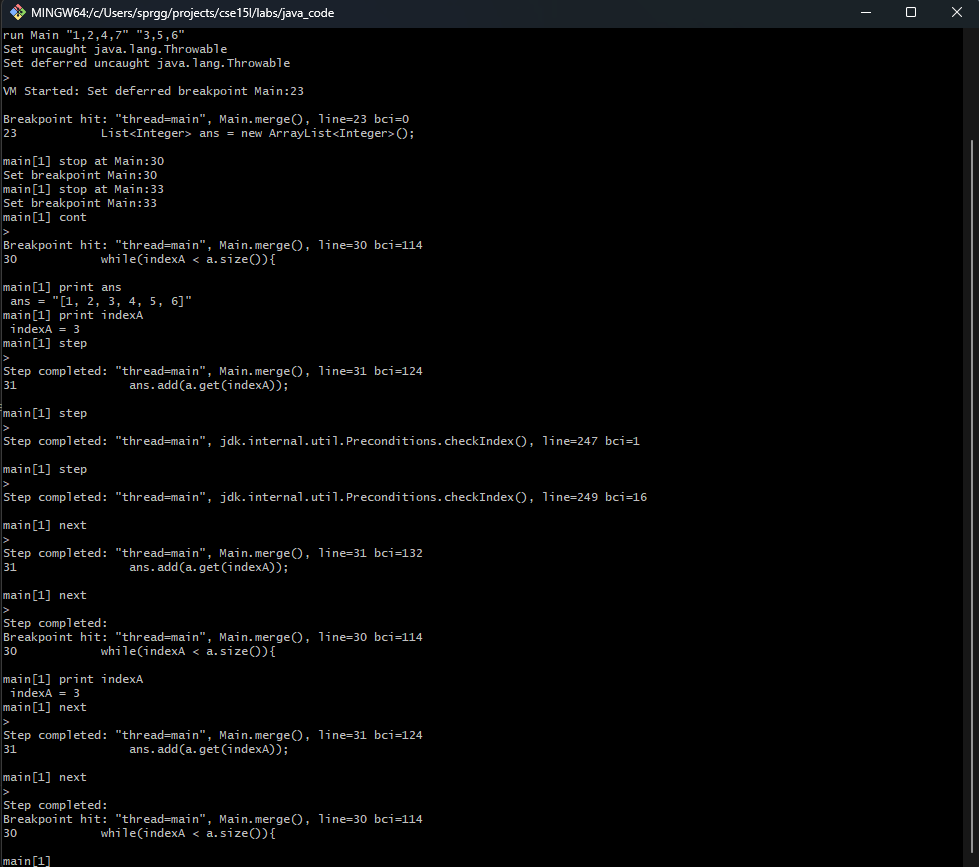 MINGW64:/c/Users/sprgg/projects/cse15l/labs/java_code
run Main "1,2,4,7" "3,5,6"
Set uncaught java.lang.Throwable
Set deferred uncaught java.lang.Throwable
>
VM Started: Set deferred breakpoint Main:23
Breakpoint hit: "thread=main", Main.merge(), line=23 bci=0
23            List<Integer> ans = new ArrayList<Integer>();
main[1] stop at Main:30
Set breakpoint Main:30
main[1] stop at Main:33
Set breakpoint Main:33
main[1] cont
>
Breakpoint hit: "thread=main", Main.merge(), line=30 bci=114
30            while(indexA < a.size()){
main[1] print ans
 ans = "[1, 2, 3, 4, 5, 6]"
main[1] print indexA
 indexA = 3
main[1] step
>
Step completed: "thread=main", Main.merge(), line=31 bci=124
31                ans.add(a.get(indexA));
main[1] step
>
Step completed: "thread=main", jdk.internal.util.Preconditions.checkIndex(), line=247 bci=1
main[1] step
>
Step completed: "thread=main", jdk.internal.util.Preconditions.checkIndex(), line=249 bci=16
main[1] next
>
Step completed: "thread=main", Main.merge(), line=31 bci=132
31                ans.add(a.get(indexA));
main[1] next
>
Step completed:
Breakpoint hit: "thread=main", Main.merge(), line=30 bci=114
30            while(indexA < a.size()){
main[1] print indexA
 indexA = 3
main[1] next
>
Step completed: "thread=main", Main.merge(), line=31 bci=124
31                ans.add(a.get(indexA));
main[1] next
>
Step completed:
Breakpoint hit: "thread=main", Main.merge(), line=30 bci=114
30            while(indexA < a.size()){
main[1]